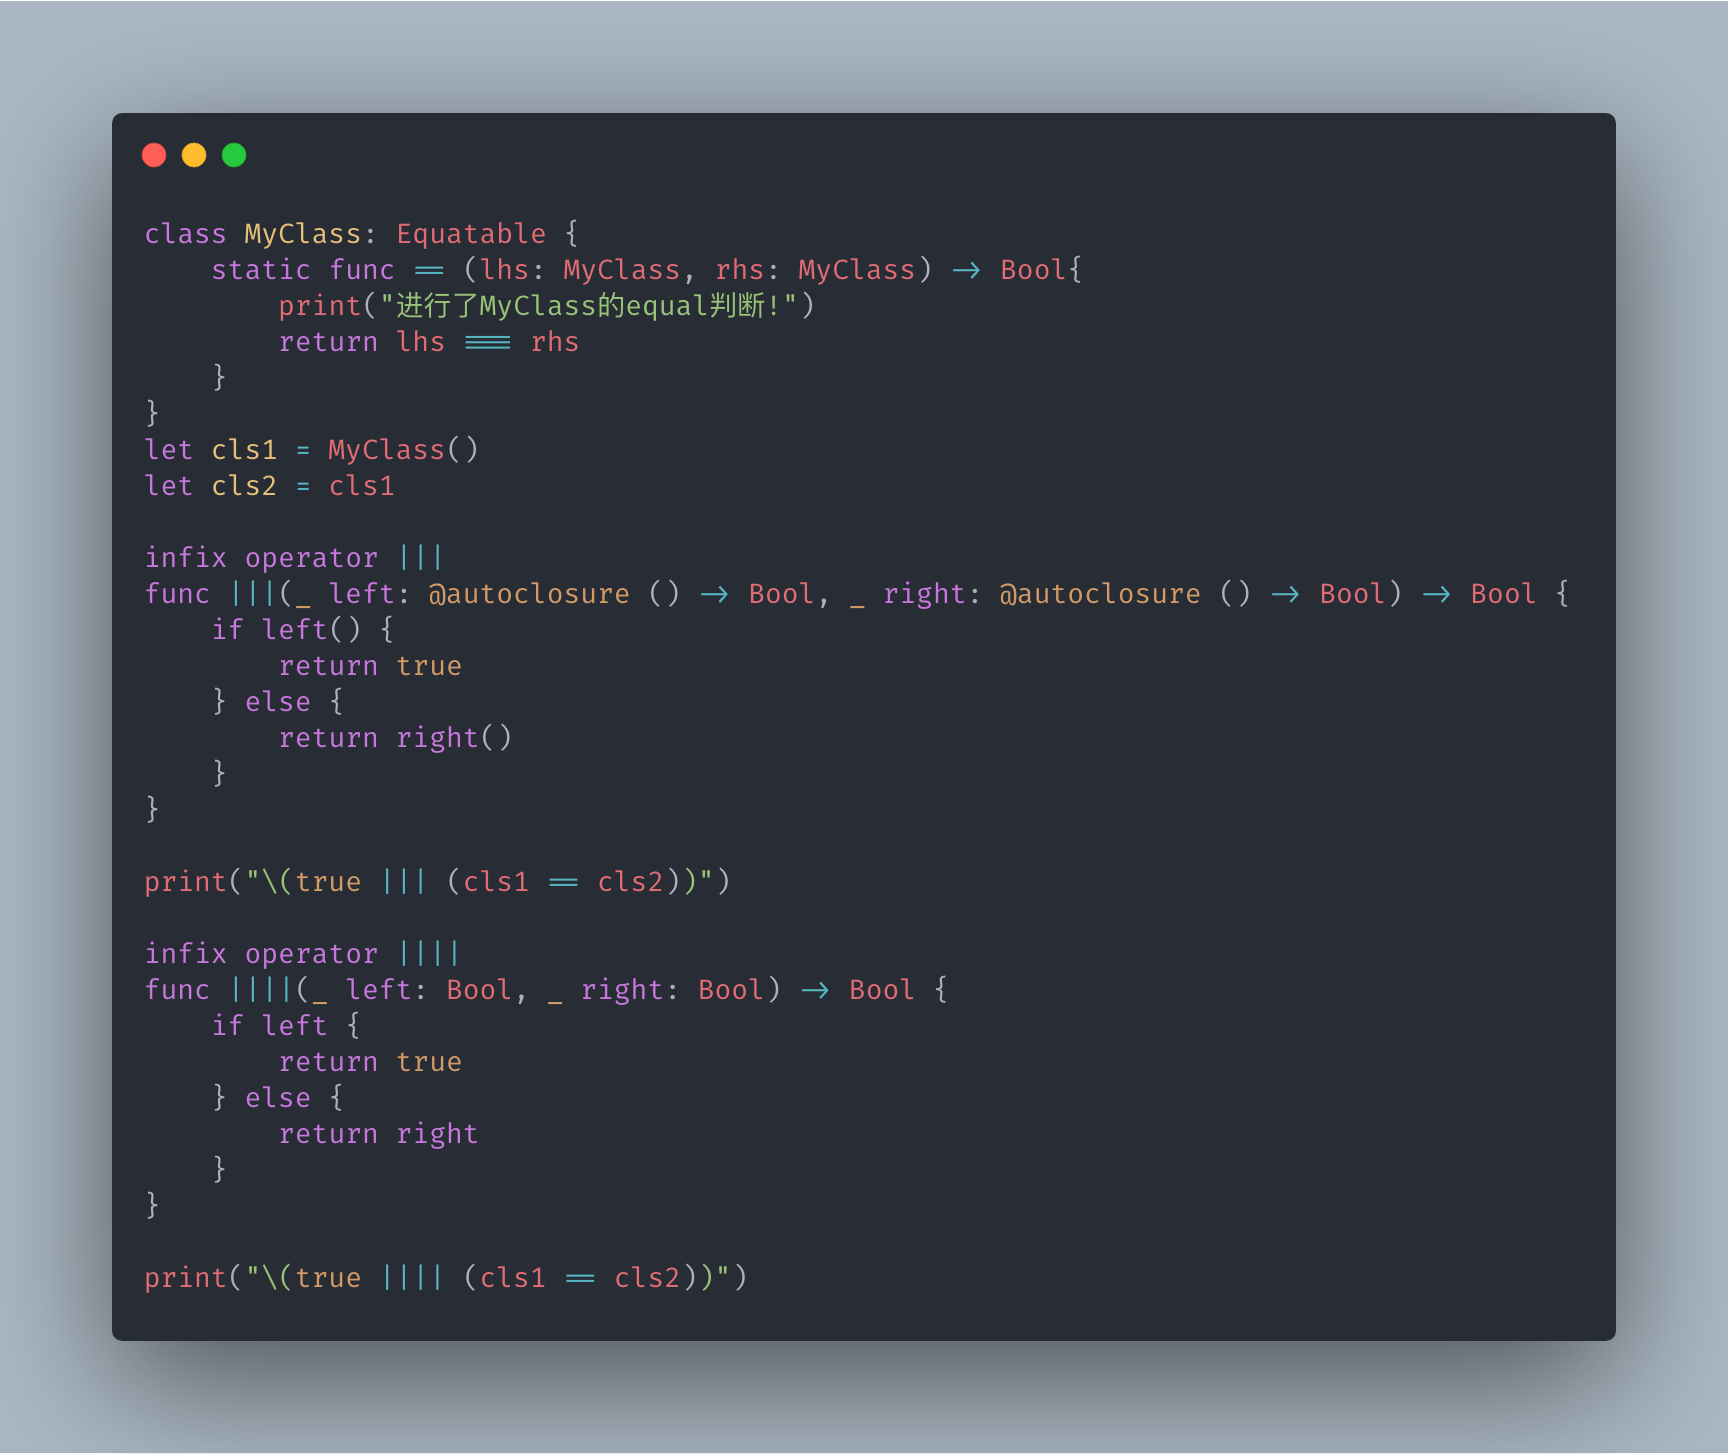 class MyClass: Equatable {
    static func == (lhs: MyClass, rhs: MyClass) -> Bool{
        print("进行了MyClass的equal判断!")
        return lhs === rhs
    }
}
let cls1 = MyClass()
let cls2 = cls1

infix operator |||
func |||(_ left: @autoclosure () -> Bool, _ right: @autoclosure () -> Bool) -> Bool {
    if left() {
        return true
    } else {
        return right()
    }
}

print("\(true ||| (cls1 == cls2))")

infix operator ||||
func ||||(_ left: Bool, _ right: Bool) -> Bool {
    if left {
        return true
    } else {
        return right
    }
}

print("\(true |||| (cls1 == cls2))")